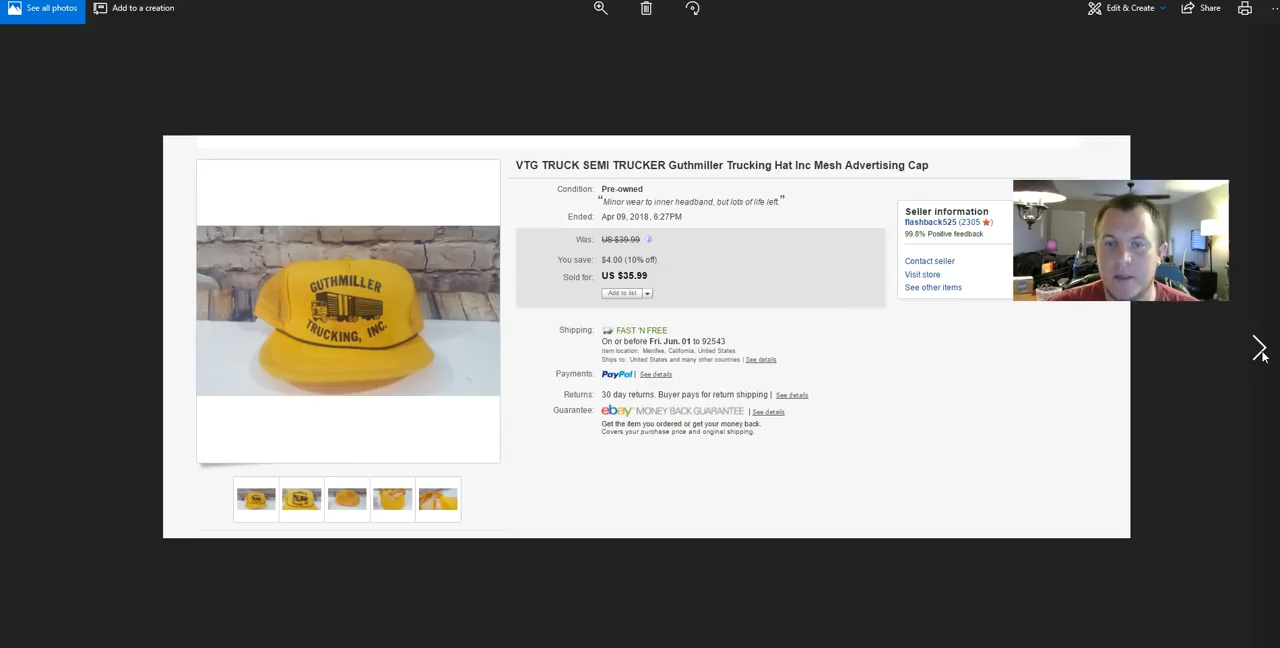 See all photos
Add to a creation
Edit & Create
Share
VTG TRUCK SEMI TRUCKER Guthmiller Trucking Hat Inc Mesh Advertising Cap
Condition: Pre-owned
“Minor wear to inner headband, but lots of life left.”
Ended: Apr 09, 2018, 6:27PM
Was: US $39.99
You save: $4.00 (10% off)
Sold for: US $35.99
Add to list
Shipping: FAST 'N FREE
On or before Fri. Jun. 01 to 92543
Item location: Menifee, California, United States
Ships to: United States and many other countries | See details
Payments: PayPal | See details
Returns: 30 day returns. Buyer pays for return shipping | See details
Guarantee: ebay MONEY BACK GUARANTEE | See details
Get the item you ordered or get your money back.
Covers your purchase price and original shipping.
Seller information
flashback525 (2305 ★)
99.8% Positive feedback
Contact seller
Visit store
See other items
GUTHMILLER
TRUCKING, INC.